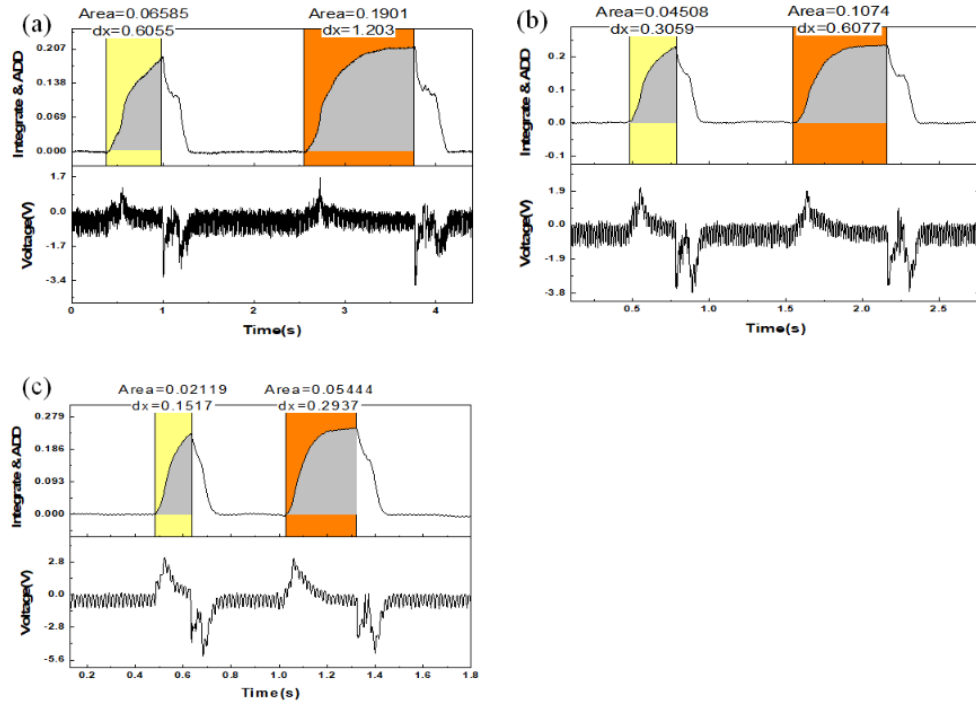 (a)
Area=0.06585
dx=0.6055
Area=0.1901
dx=1.203
Integrate & ADD
0.207
0.138
0.069
0.000
Voltage(V)
1.7
0.0
-1.7
-3.4
0 1 2 3 4
Time(s)
(b)
Area=0.04508
dx=0.3059
Area=0.1074
dx=0.6077
Integrate & ADD
0.2
0.1
0.0
-0.1
Voltage(V)
1.9
0.0
-1.9
-3.8
0.5 1.0 1.5 2.0 2.5
Time(s)
(c)
Area=0.02119
dx=0.1517
Area=0.05444
dx=0.2937
Integrate & ADD
0.279
0.186
0.093
0.000
Voltage(V)
2.8
0.0
-2.8
-5.6
0.2 0.4 0.6 0.8 1.0 1.2 1.4 1.6 1.8
Time(s)